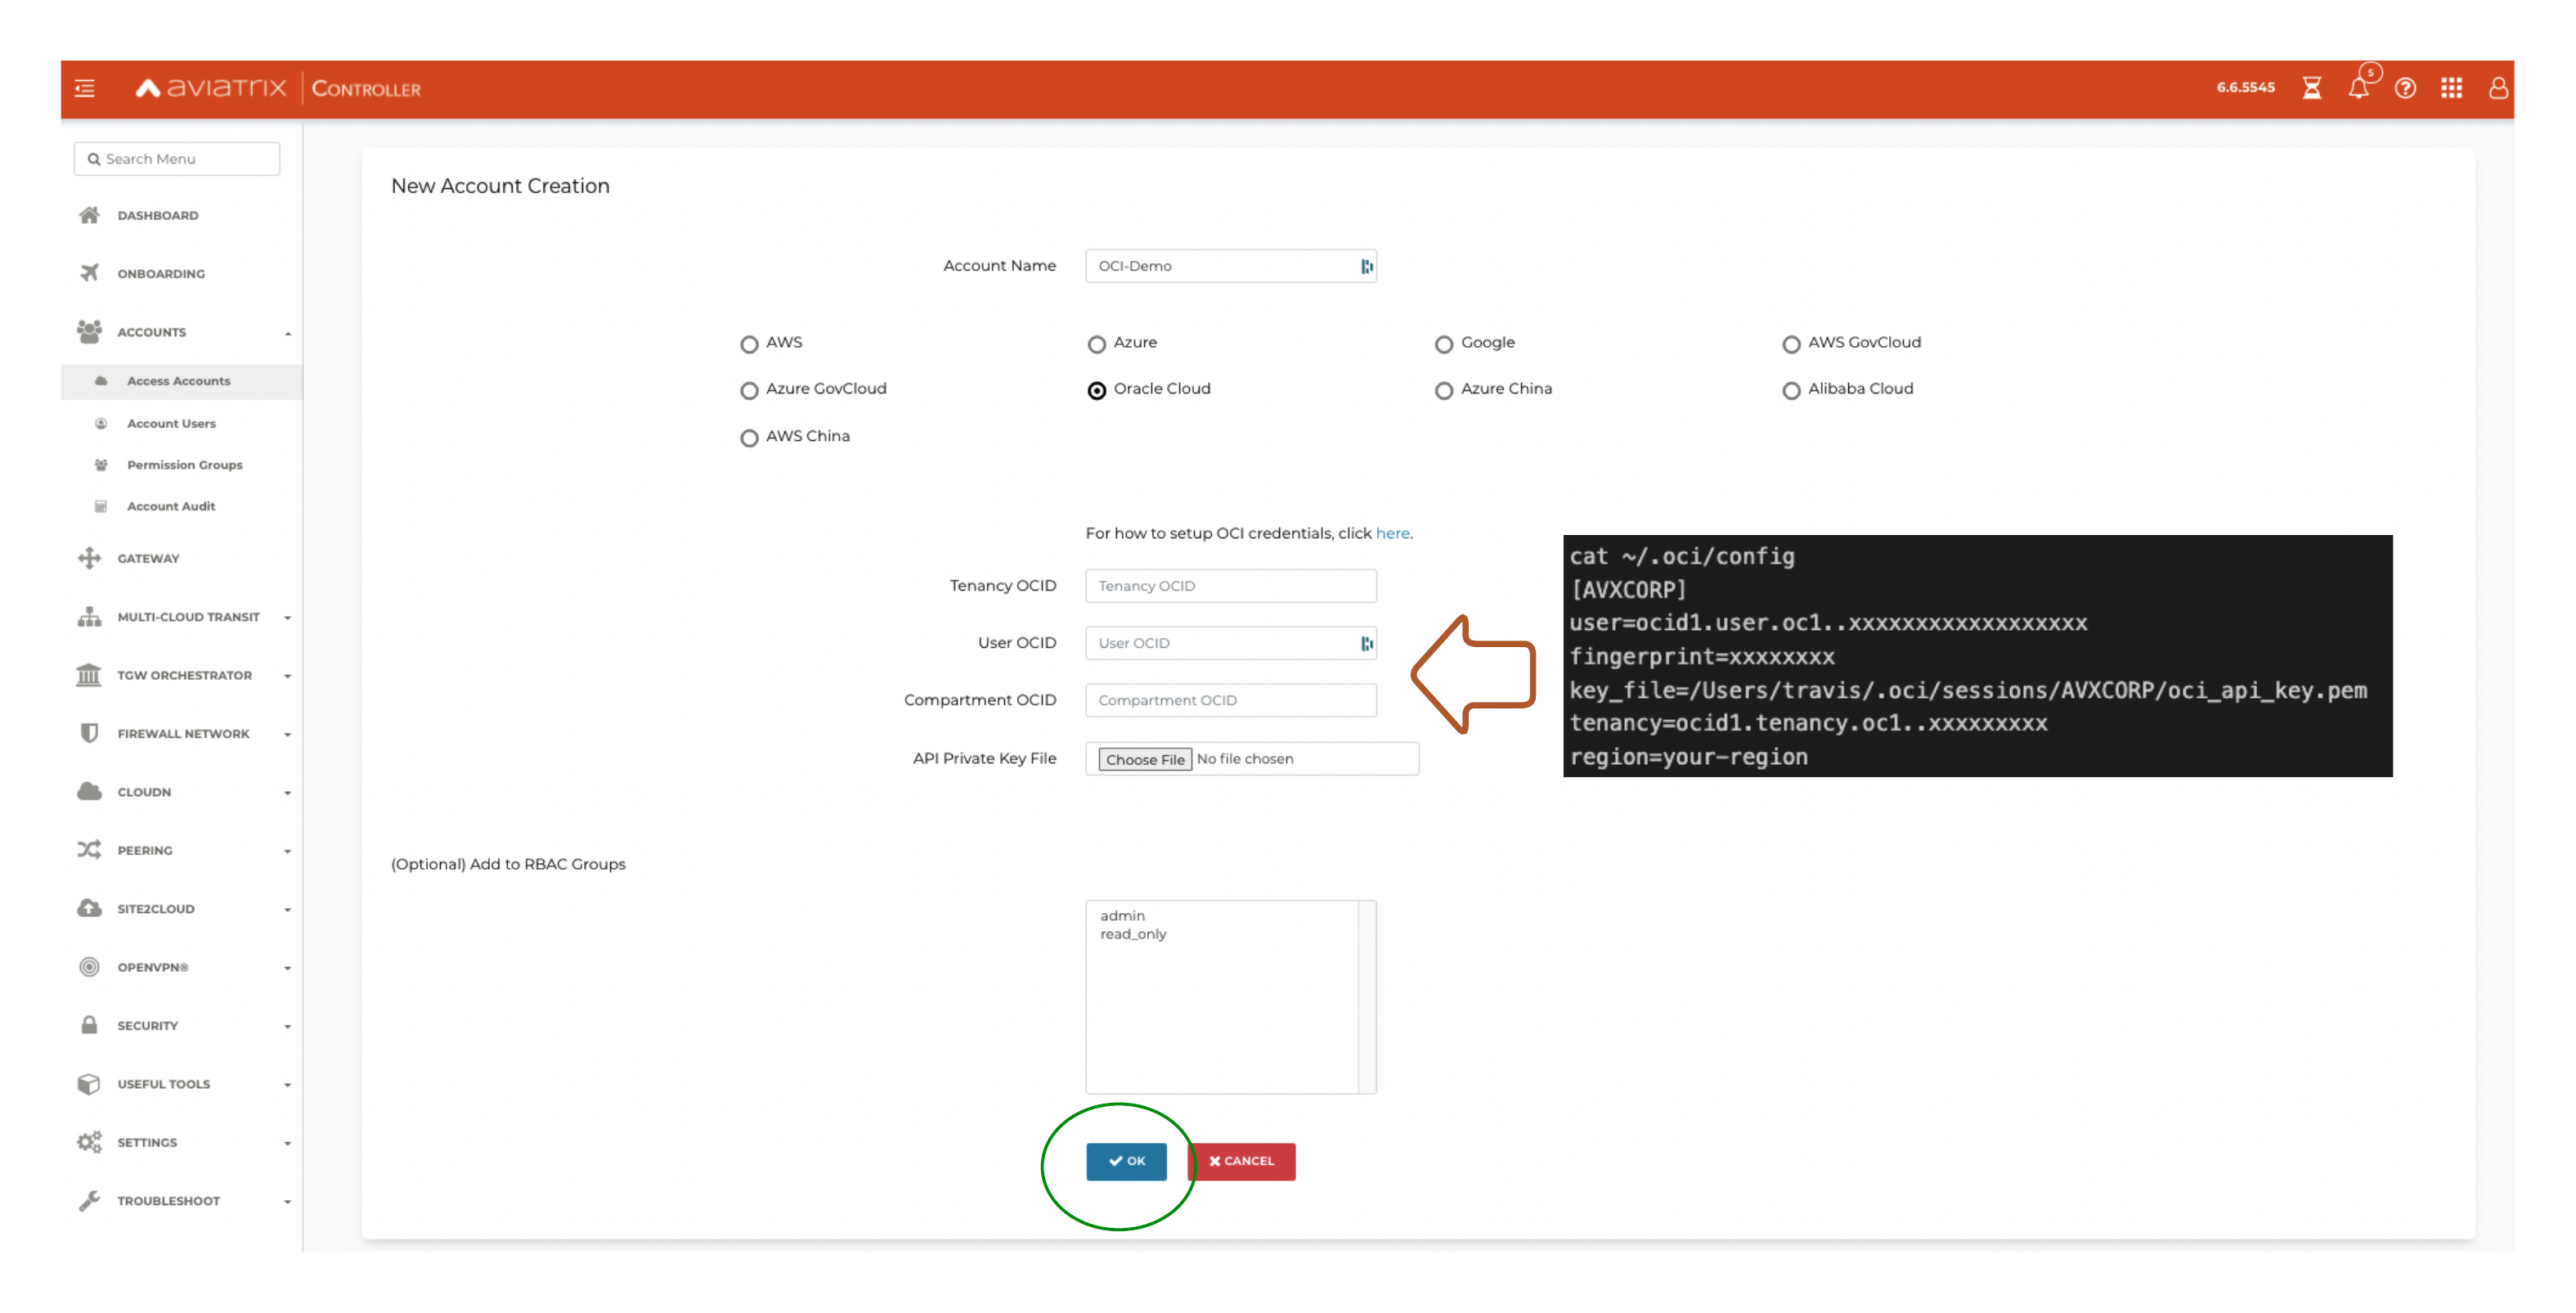 aviatrix CONTROLLER
6.6.5545
5
Search Menu
DASHBOARD
ONBOARDING
ACCOUNTS
Access Accounts
Account Users
Permission Groups
Account Audit
GATEWAY
MULTI-CLOUD TRANSIT
TGW ORCHESTRATOR
FIREWALL NETWORK
CLOUDN
PEERING
SITE2CLOUD
OPENVPN®
SECURITY
USEFUL TOOLS
SETTINGS
TROUBLESHOOT
New Account Creation
Account Name OCI-Demo
AWS Azure Google AWS GovCloud
Azure GovCloud Oracle Cloud Azure China Alibaba Cloud
AWS China
For how to setup OCI credentials, click here.
Tenancy OCID Tenancy OCID
User OCID User OCID
Compartment OCID Compartment OCID
API Private Key File Choose File No file chosen
cat ~/.oci/config
[AVXCORP]
user=ocid1.user.oc1..xxxxxxxxxxxxxxxxxx
fingerprint=xxxxxxxx
key_file=/Users/travis/.oci/sessions/AVXCORP/oci_api_key.pem
tenancy=ocid1.tenancy.oc1..xxxxxxxxx
region=your-region
(Optional) Add to RBAC Groups
admin
read_only
OK CANCEL